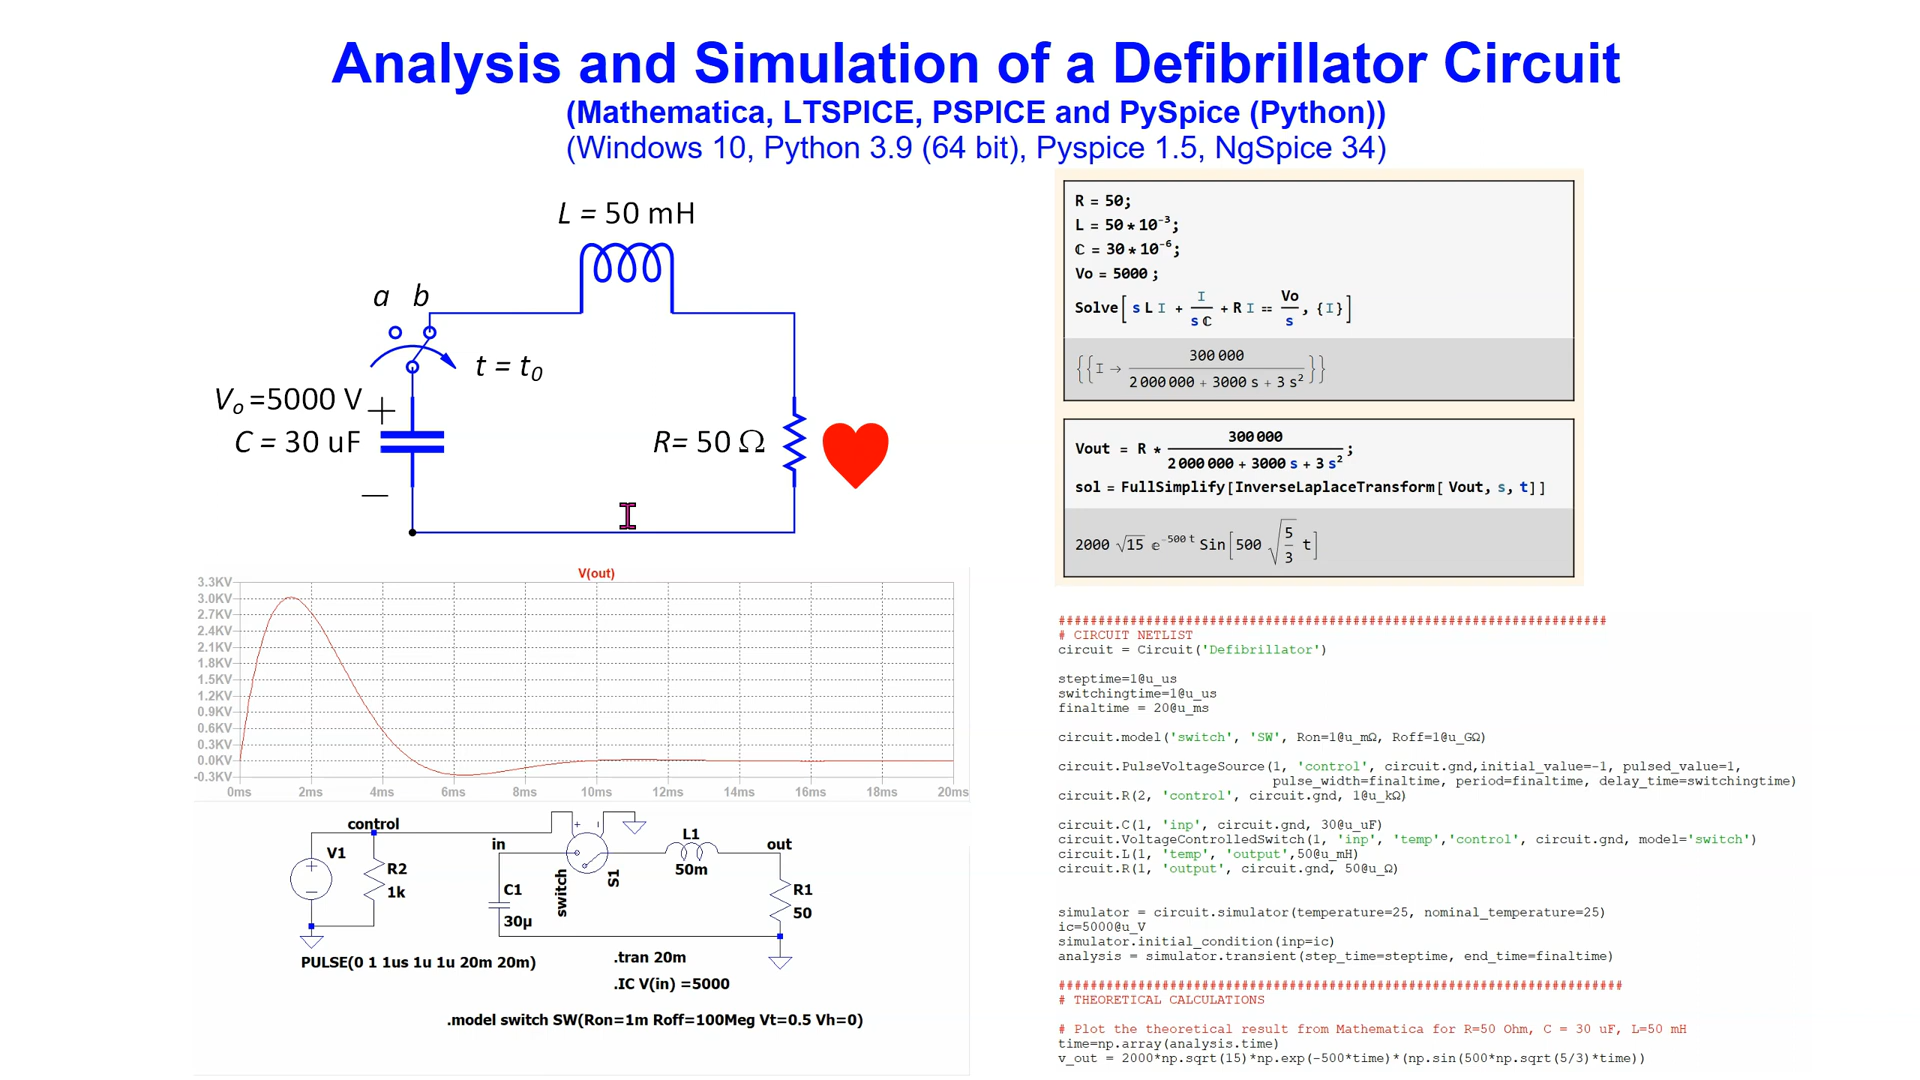 Analysis and Simulation of a Defibrillator Circuit
(Mathematica, LTSPICE, PSPICE and PySpice (Python))
(Windows 10, Python 3.9 (64 bit), Pyspice 1.5, NgSpice 34)
L = 50 mH
a b
t = t0
Vo =5000 V
+
C = 30 uF
R= 50 Ω
—
R = 50;
L = 50 * 10^-3;
ℂ = 30 * 10^-6;
Vo = 5000 ;
Solve[ s L I + I/(s ℂ) + R I == Vo/s, {I}]
{{I → 300 000/(2 000 000 + 3000 s + 3 s^2)}}
Vout = R * 300 000/(2 000 000 + 3000 s + 3 s^2) ;
sol = FullSimplify[InverseLaplaceTransform[ Vout, s, t]]
2000 √15 e^-500 t Sin[500 √(5/3) t]
V(out)
3.3KV
3.0KV
2.7KV
2.4KV
2.1KV
1.8KV
1.5KV
1.2KV
0.9KV
0.6KV
0.3KV
0.0KV
-0.3KV
0ms 2ms 4ms 6ms 8ms 10ms 12ms 14ms 16ms 18ms 20ms
control
V1
R2
1k
in
C1
30µ
switch
S1
L1
50m
out
R1
50
PULSE(0 1 1us 1u 1u 20m 20m)
.tran 20m
.IC V(in) =5000
.model switch SW(Ron=1m Roff=100Meg Vt=0.5 Vh=0)
#####################################################################
# CIRCUIT NETLIST
circuit = Circuit('Defibrillator')
steptime=1@u_us
switchingtime=1@u_us
finaltime = 20@u_ms
circuit.model('switch', 'SW', Ron=1@u_mΩ, Roff=1@u_GΩ)
circuit.PulseVoltageSource(1, 'control', circuit.gnd,initial_value=-1, pulsed_value=1,
pulse_width=finaltime, period=finaltime, delay_time=switchingtime)
circuit.R(2, 'control', circuit.gnd, 1@u_kΩ)
circuit.C(1, 'inp', circuit.gnd, 30@u_uF)
circuit.VoltageControlledSwitch(1, 'inp', 'temp','control', circuit.gnd, model='switch')
circuit.L(1, 'temp', 'output',50@u_mH)
circuit.R(1, 'output', circuit.gnd, 50@u_Ω)
simulator = circuit.simulator(temperature=25, nominal_temperature=25)
ic=5000@u_V
simulator.initial_condition(inp=ic)
analysis = simulator.transient(step_time=steptime, end_time=finaltime)
#######################################################################
# THEORETICAL CALCULATIONS
# Plot the theoretical result from Mathematica for R=50 Ohm, C = 30 uF, L=50 mH
time=np.array(analysis.time)
v_out = 2000*np.sqrt(15)*np.exp(-500*time)*(np.sin(500*np.sqrt(5/3)*time))